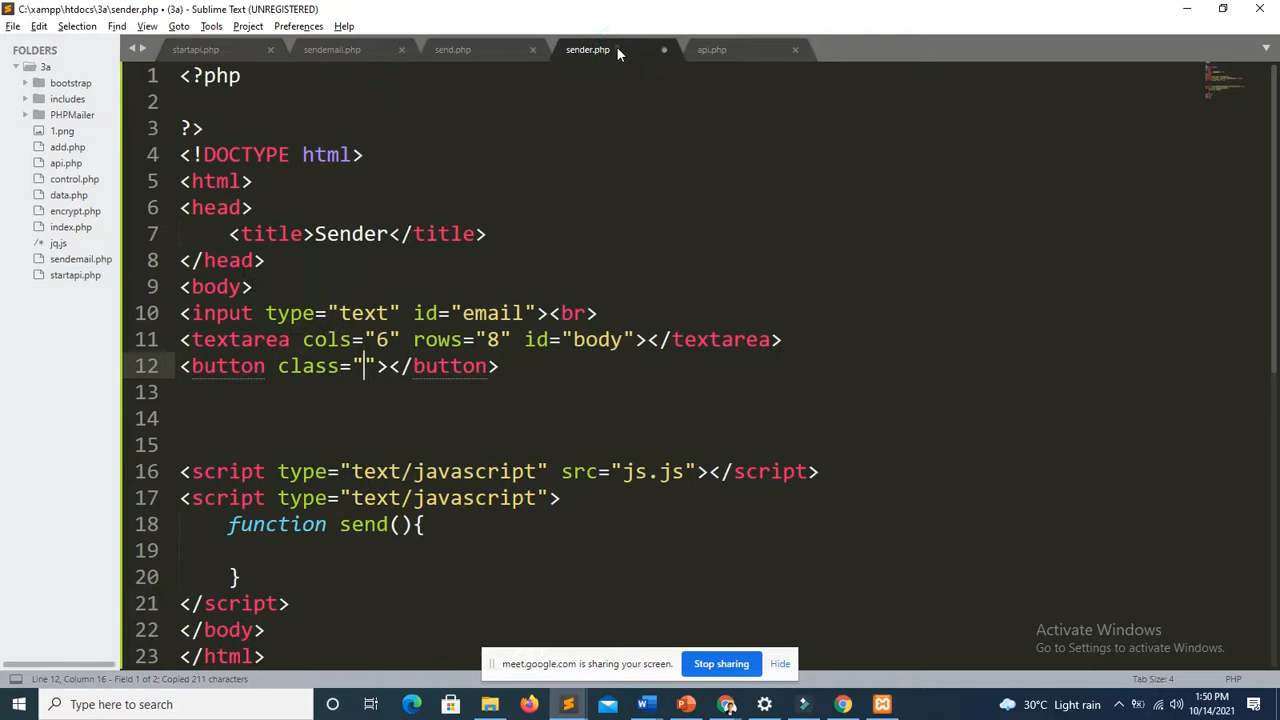 C:\xampp\htdocs\3a\sender.php • (3a) - Sublime Text (UNREGISTERED)
File Edit Selection Find View Goto Tools Project Preferences Help
FOLDERS
3a
bootstrap
includes
PHPMailer
1.png
add.php
api.php
control.php
data.php
encrypt.php
index.php
jq.js
sendemail.php
startapi.php
startapi.php sendemail.php send.php sender.php api.php
1 <?php
2
3 ?>
4 <!DOCTYPE html>
5 <html>
6 <head>
7 <title>Sender</title>
8 </head>
9 <body>
10 <input type="text" id="email"><br>
11 <textarea cols="6" rows="8" id="body"></textarea>
12 <button class=""></button>
13
14
15
16 <script type="text/javascript" src="js.js"></script>
17 <script type="text/javascript">
18 function send(){
19
20 }
21 </script>
22 </body>
23 </html>
Activate Windows
Go to Settings to activate Windows.
meet.google.com is sharing your screen. Stop sharing Hide
Line 12, Column 16 - Field 1 of 2; Copied 211 characters Tab Size: 4 PHP
Type here to search 30°C Light rain 1:50 PM
10/14/2021